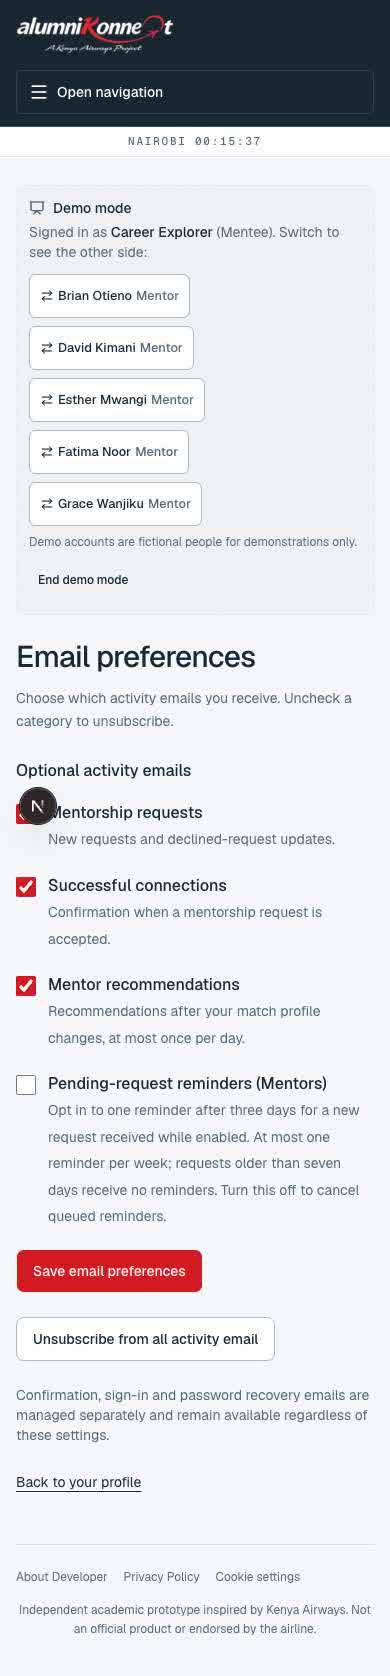 alumniKonnect
A Kenya Airways Project
Open navigation
NAIROBI 00:15:37
Demo mode
Signed in as Career Explorer (Mentee). Switch to
see the other side:
Brian Otieno Mentor
David Kimani Mentor
Esther Mwangi Mentor
Fatima Noor Mentor
Grace Wanjiku Mentor
Demo accounts are fictional people for demonstrations only.
End demo mode
Email preferences
Choose which activity emails you receive. Uncheck a
category to unsubscribe.
Optional activity emails
N
Mentorship requests
New requests and declined-request updates.
Successful connections
Confirmation when a mentorship request is
accepted.
Mentor recommendations
Recommendations after your match profile
changes, at most once per day.
Pending-request reminders (Mentors)
Opt in to one reminder after three days for a new
request received while enabled. At most one
reminder per week; requests older than seven
days receive no reminders. Turn this off to cancel
queued reminders.
Save email preferences
Unsubscribe from all activity email
Confirmation, sign-in and password recovery emails are
managed separately and remain available regardless of
these settings.
Back to your profile
About Developer Privacy Policy Cookie settings
Independent academic prototype inspired by Kenya Airways. Not
an official product or endorsed by the airline.